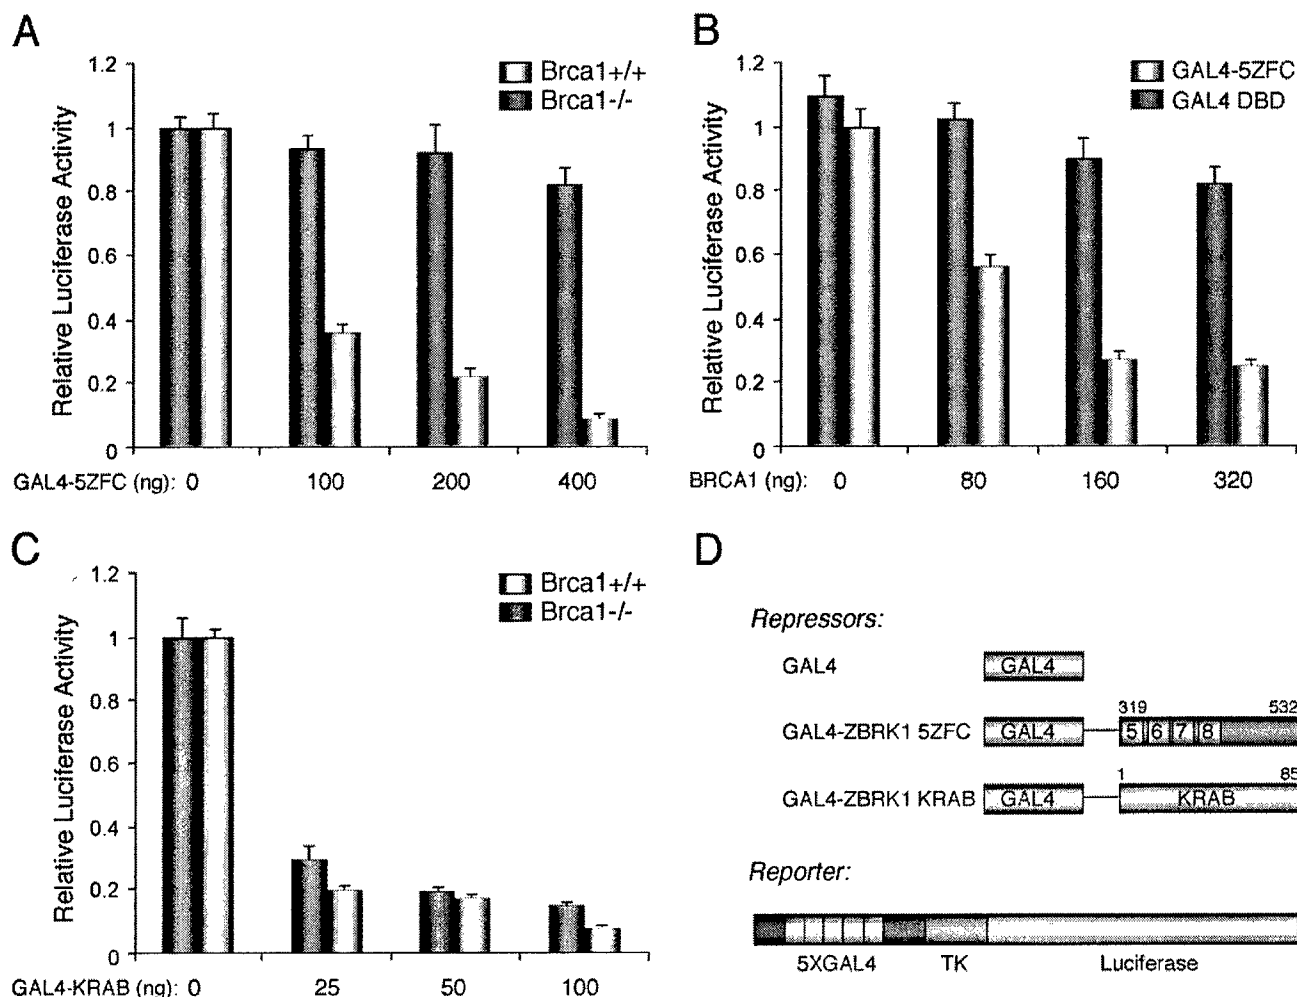 A
Relative Luciferase Activity
1.2
1
0.8
0.6
0.4
0.2
0
Brca1+/+
Brca1-/-
GAL4-5ZFC (ng): 0 100 200 400
B
Relative Luciferase Activity
1.2
1
0.8
0.6
0.4
0.2
0
GAL4-5ZFC
GAL4 DBD
BRCA1 (ng): 0 80 160 320
C
Relative Luciferase Activity
1.2
1
0.8
0.6
0.4
0.2
0
Brca1+/+
Brca1-/-
GAL4-KRAB (ng): 0 25 50 100
D
Repressors:
GAL4 GAL4
319 532
GAL4-ZBRK1 5ZFC GAL4 5 6 7 8
1 85
GAL4-ZBRK1 KRAB GAL4 KRAB
Reporter:
5XGAL4 TK Luciferase